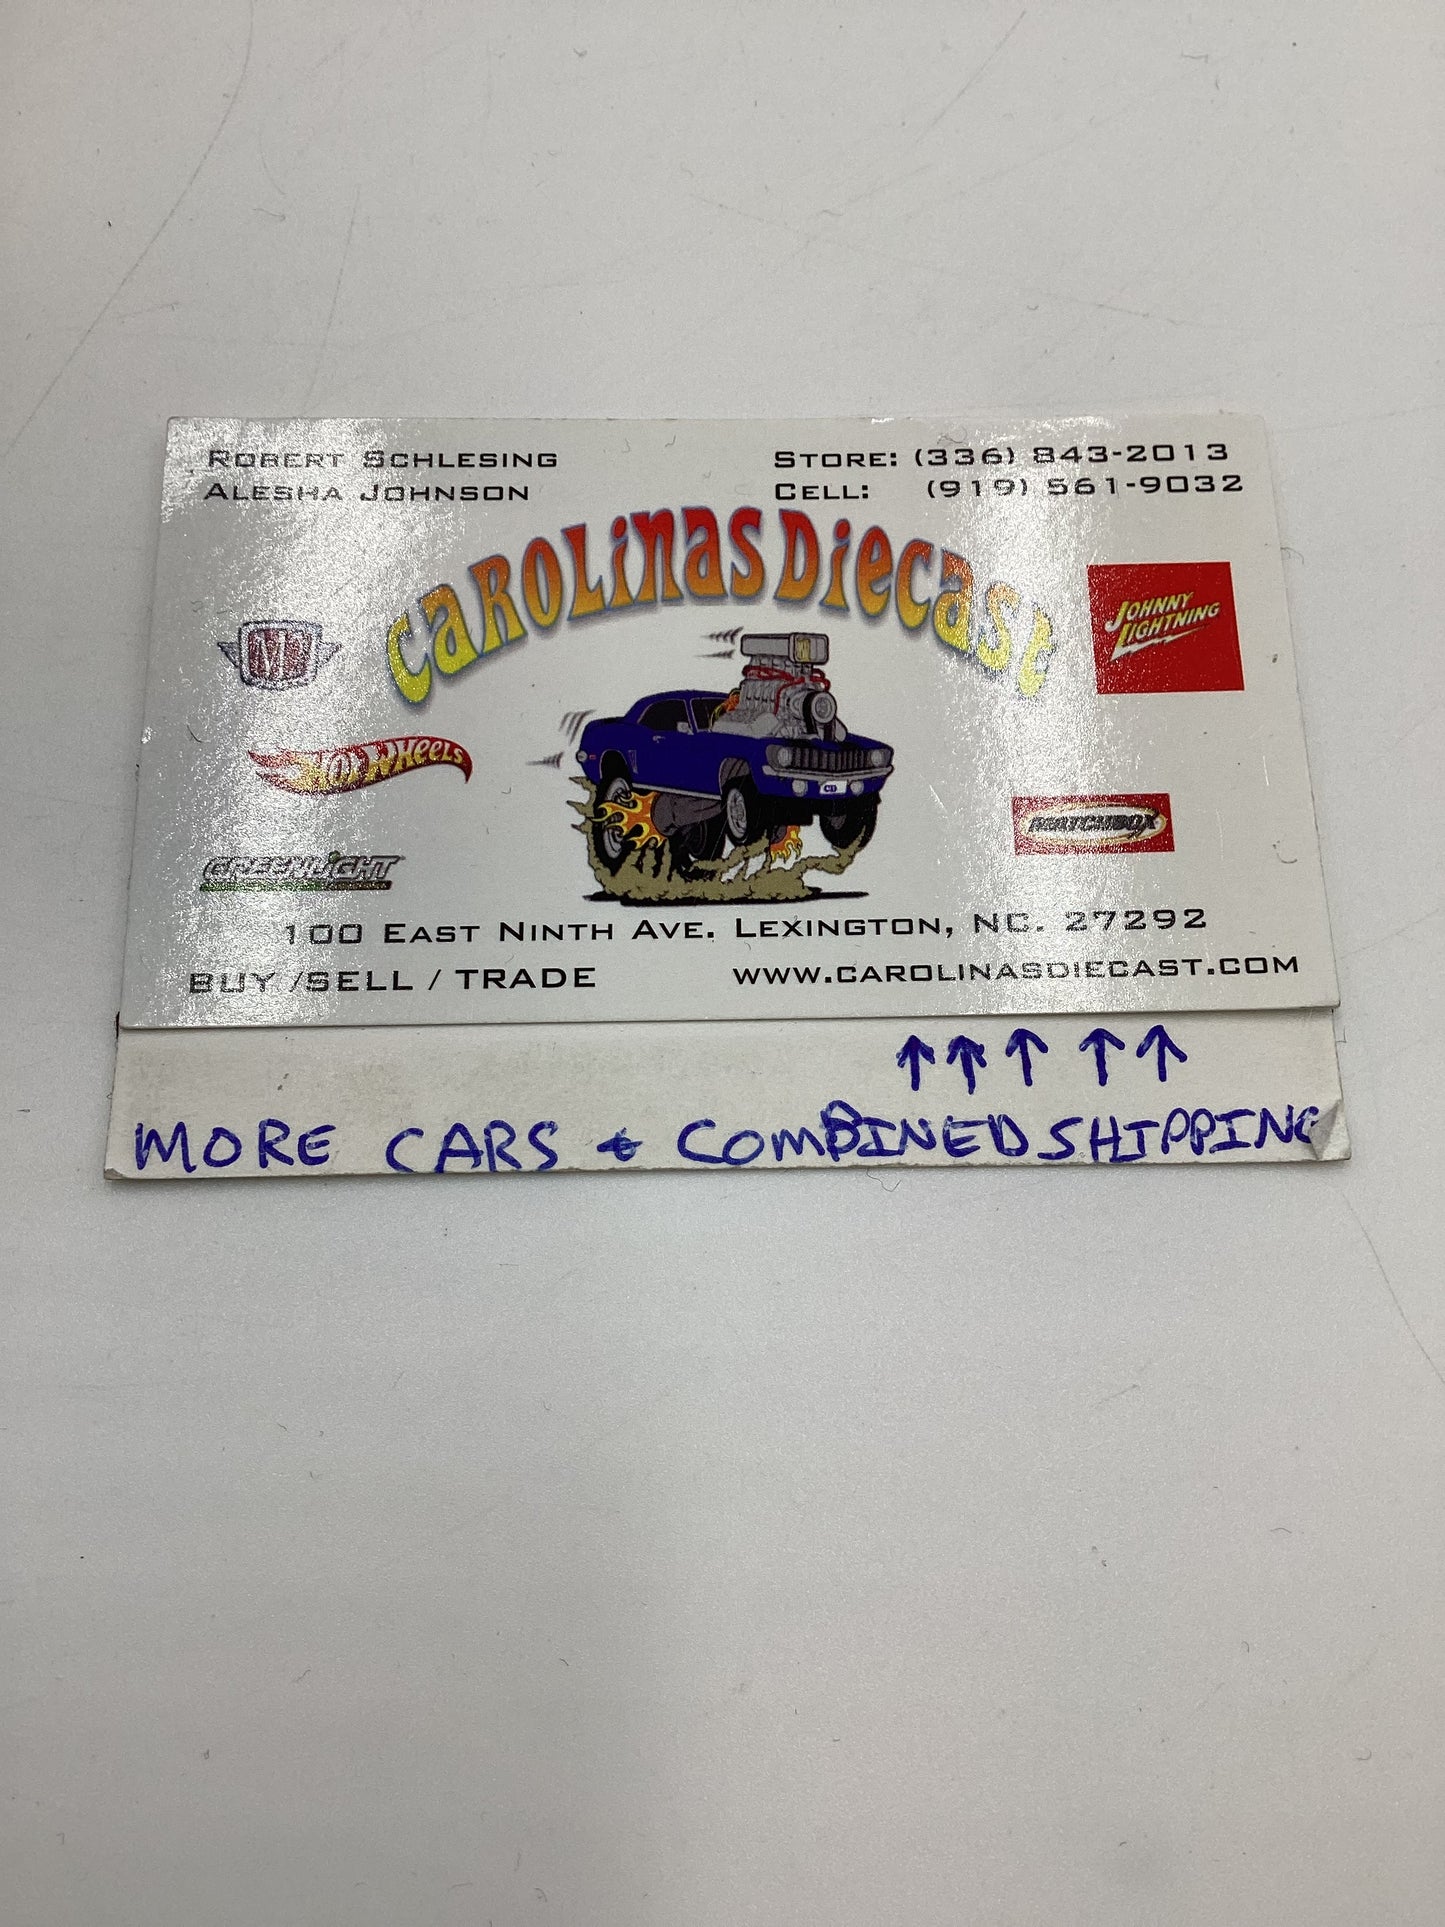 ROBERT SCHLESING
ALESHA JOHNSON
STORE: (336) 843-2013
CELL: (919) 561-9032
CAROLINAS DIECAST
JOHNNY
LIGHTNING
M2
HOT WHEELS
MATCHBOX
GREENLIGHT
100 EAST NINTH AVE. LEXINGTON, NC. 27292
BUY /SELL / TRADE
WWW.CAROLINASDIECAST.COM
MORE CARS & COMBINED SHIPPING